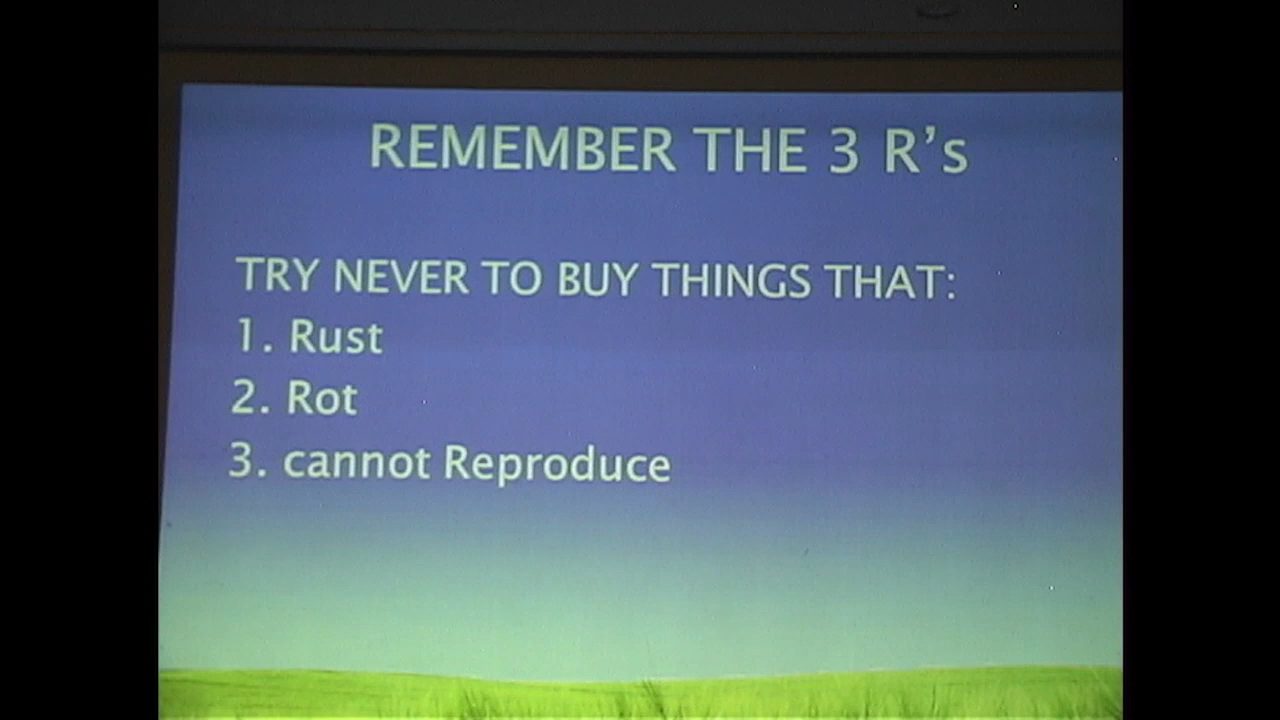 REMEMBER THE 3 R's
TRY NEVER TO BUY THINGS THAT:
1. Rust
2. Rot
3. cannot Reproduce